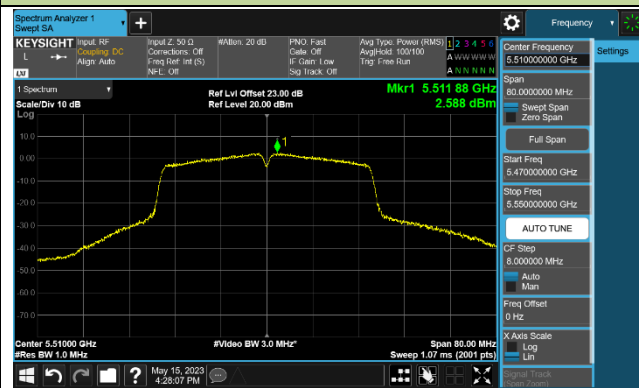 Spectrum Analyzer 1
Swept SA
Frequency
KEYSIGHT
L
LXI
Input: RF
Coupling: DC
Align: Auto
Input Z: 50 Ω
Corrections: Off
Freq Ref: Int (S)
NFE: Off
#Atten: 20 dB
PNO: Fast
Gate: Off
IF Gain: Low
Sig Track: Off
Avg Type: Power (RMS)
Avg|Hold: 100/100
Trig: Free Run
1 2 3 4 5 6
A W W W W W
A N N N N N
1 Spectrum
Scale/Div 10 dB
Log
Ref Lvl Offset 23.00 dB
Ref Level 20.00 dBm
Mkr1 5.511 88 GHz
2.588 dBm
1
10.0
0.00
-10.0
-20.0
-30.0
-40.0
-50.0
-60.0
-70.0
Center 5.51000 GHz
#Res BW 1.0 MHz
#Video BW 3.0 MHz*
Span 80.00 MHz
Sweep 1.07 ms (2001 pts)
May 15, 2023
4:28:07 PM
Center Frequency
5.510000000 GHz
Settings
Span
80.0000000 MHz
Swept Span
Zero Span
Full Span
Start Freq
5.470000000 GHz
Stop Freq
5.550000000 GHz
AUTO TUNE
CF Step
8.000000 MHz
Auto
Man
Freq Offset
0 Hz
X Axis Scale
Log
Lin
Signal Track
(Span Zoom)